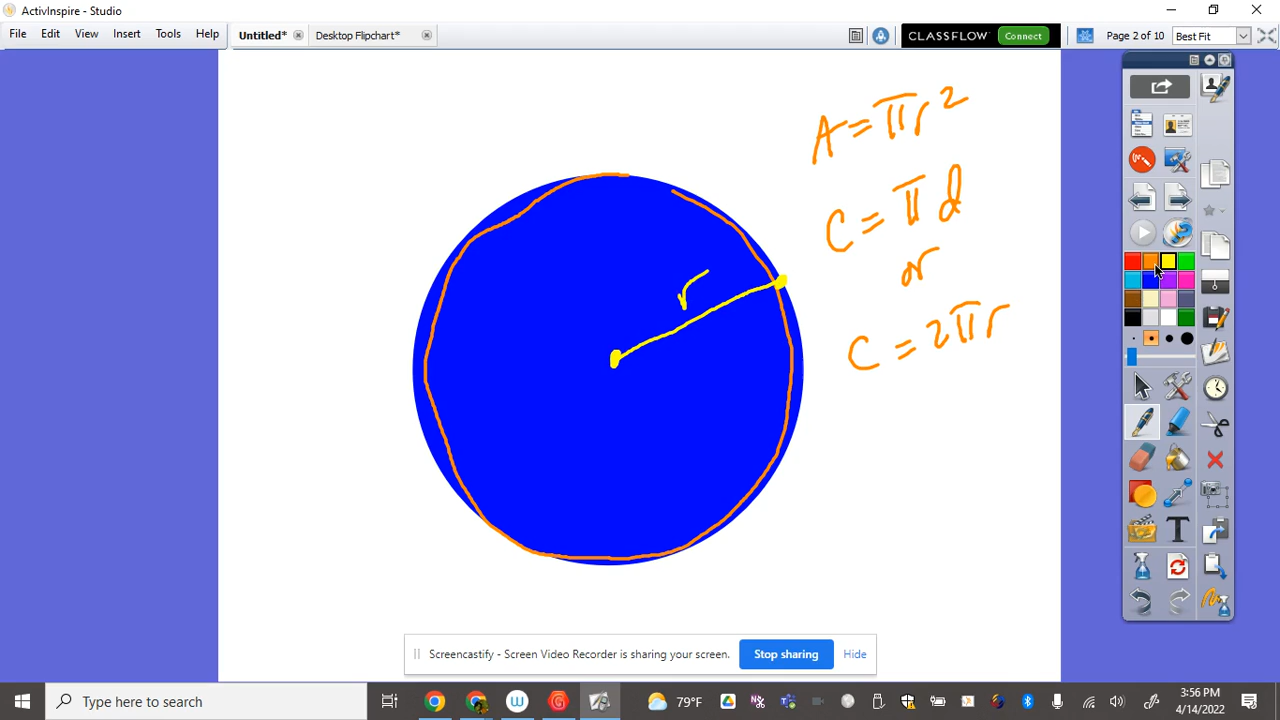 ActivInspire - Studio
File Edit View Insert Tools Help
Untitled* Desktop Flipchart*
CLASSFLOW Connect
Page 2 of 10 Best Fit
A = πr²
C = πd
or
C = 2πr
r
T
Screencastify - Screen Video Recorder is sharing your screen. Stop sharing Hide
Type here to search
79°F
3:56 PM
4/14/2022